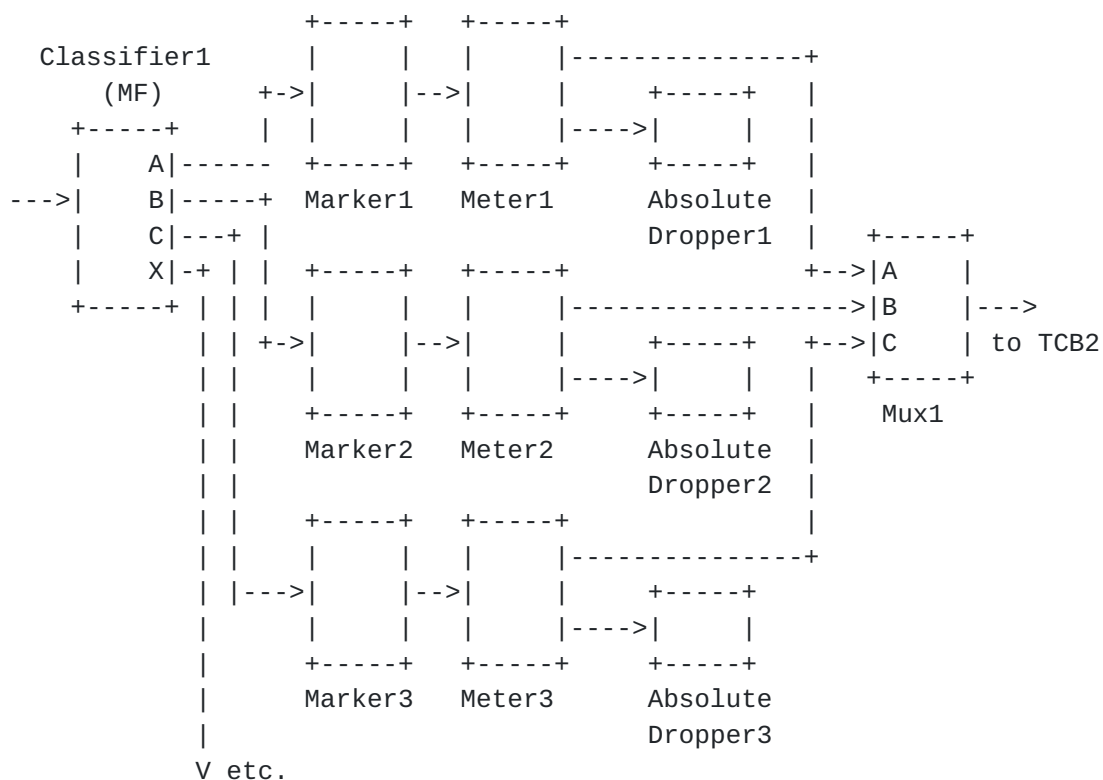 Classifier1
(MF)
A
B Marker1 Meter1 Absolute
C Dropper1
X A
B
C to TCB2
Mux1
Marker2 Meter2 Absolute
Dropper2
Marker3 Meter3 Absolute
Dropper3
V etc.